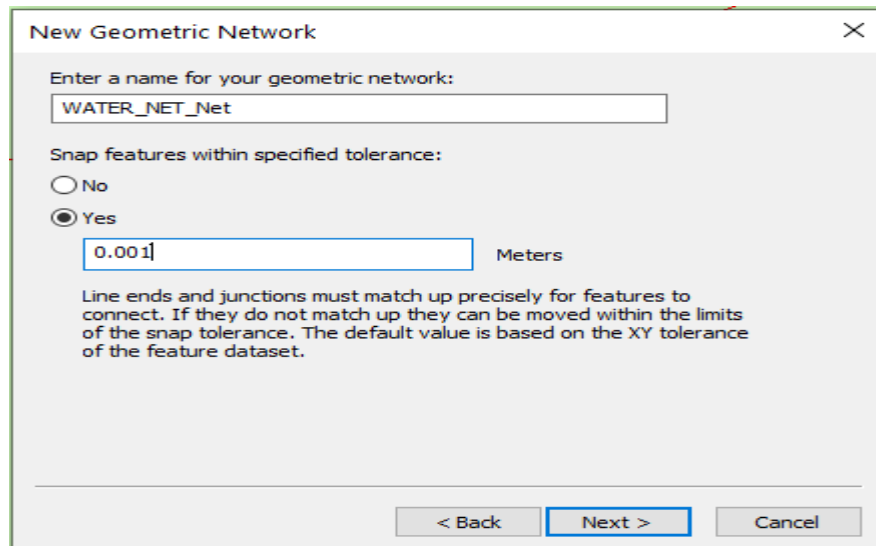 New Geometric Network
Enter a name for your geometric network:
WATER_NET_Net
Snap features within specified tolerance:
No
Yes
0.001
Meters
Line ends and junctions must match up precisely for features to
connect. If they do not match up they can be moved within the limits
of the snap tolerance. The default value is based on the XY tolerance
of the feature dataset.
< Back
Next >
Cancel